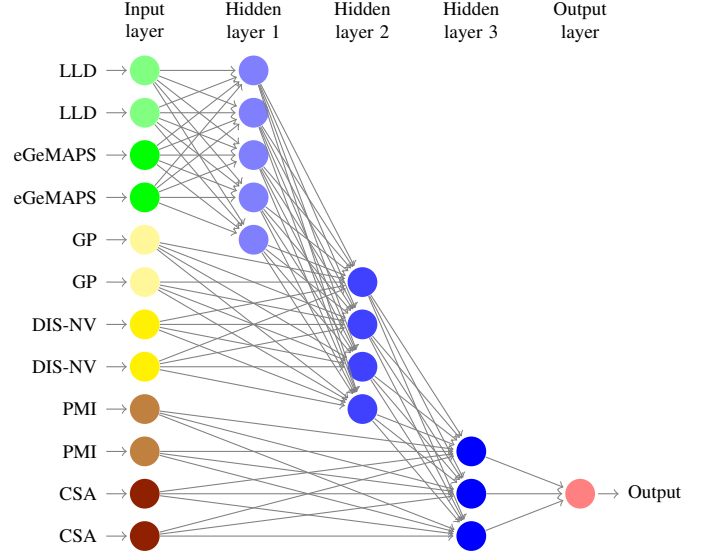 Input
layer
Hidden
layer 1
Hidden
layer 2
Hidden
layer 3
Output
layer
LLD
LLD
eGeMAPS
eGeMAPS
GP
GP
DIS-NV
DIS-NV
PMI
PMI
CSA
CSA
Output